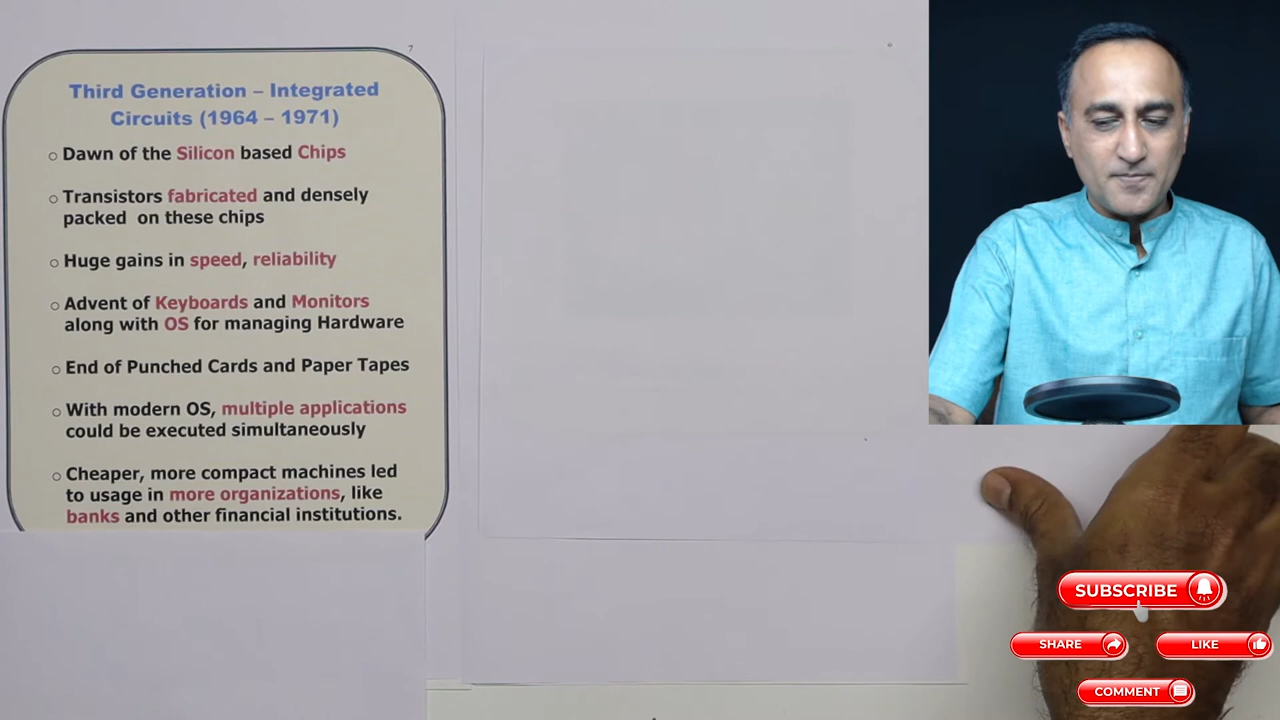 7
Third Generation – Integrated
Circuits (1964 – 1971)
Dawn of the Silicon based Chips
Transistors fabricated and densely
packed on these chips
Huge gains in speed, reliability
Advent of Keyboards and Monitors
along with OS for managing Hardware
End of Punched Cards and Paper Tapes
With modern OS, multiple applications
could be executed simultaneously
Cheaper, more compact machines led
to usage in more organizations, like
banks and other financial institutions.
SUBSCRIBE
SHARE
LIKE
COMMENT